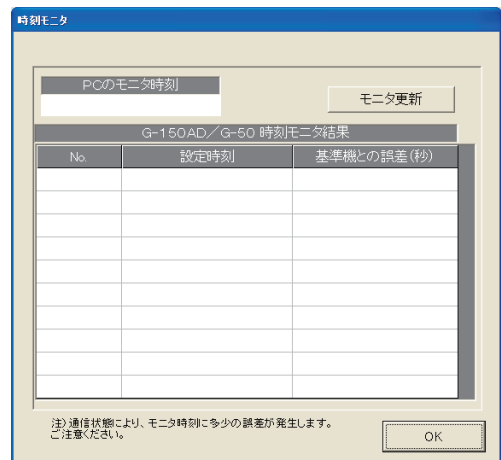 時刻モニタ
PCのモニタ時刻
モニタ更新
G-150AD/G-50 時刻モニタ結果
No. 設定時刻 基準機との誤差(秒)
注)通信状態により、モニタ時刻に多少の誤差が発生します。
ご注意ください。
OK